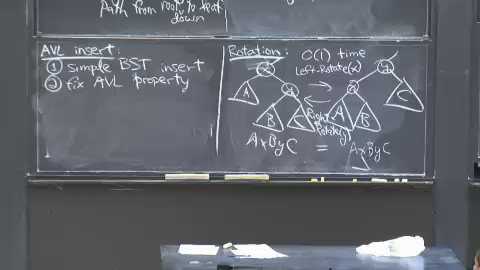 Path from root to leaf
down
AVL insert:
① simple BST insert
② fix AVL property
Rotation: O(1) time
Left-Rotate(x)
x
y
A
B
C
Right
Rotate(y)
y
x
C
A
B
AxByC = AxByC